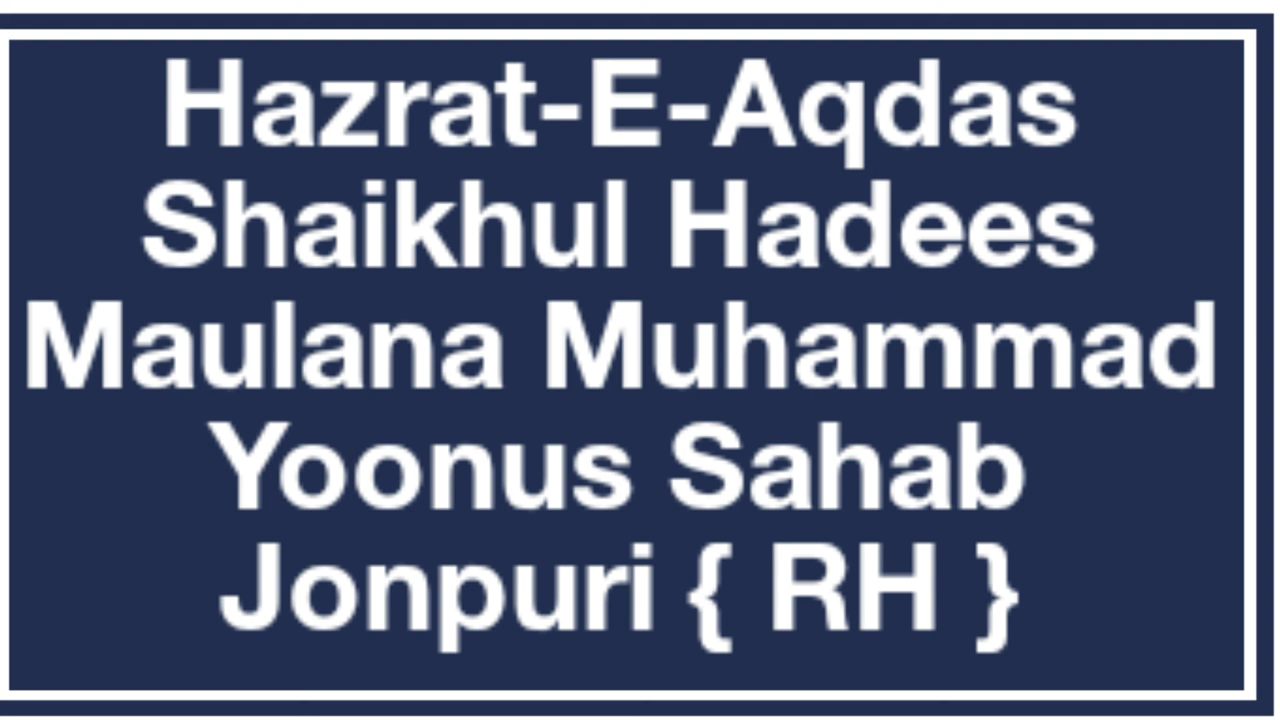 Hazrat-E-Aqdas
Shaikhul Hadees
Maulana Muhammad
Yoonus Sahab
Jonpuri { RH }